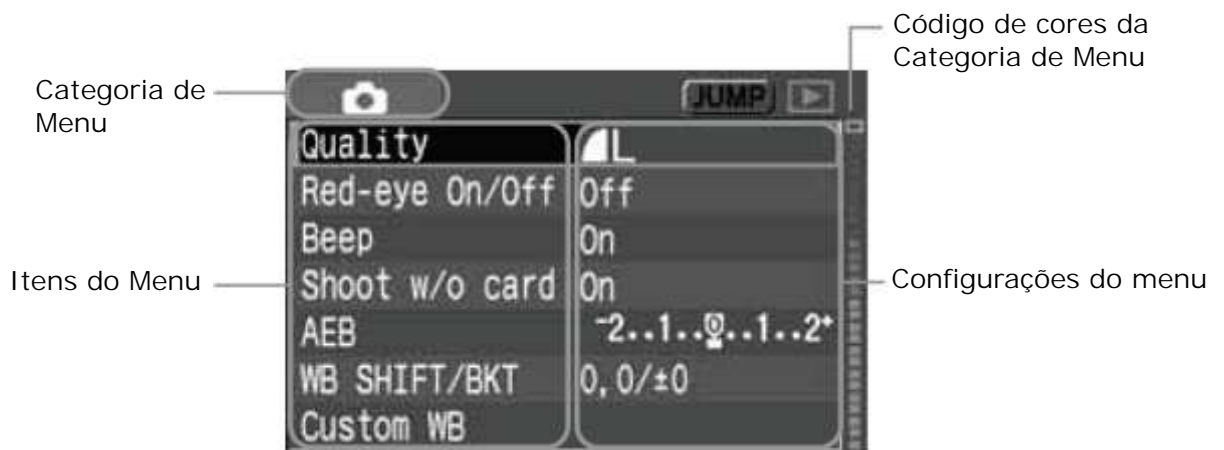 Código de cores da
Categoria de Menu
Categoria de
Menu
JUMP
Quality L
Red-eye On/Off Off
Beep On
Shoot w/o card On
AEB -2..1..0..1..2+
WB SHIFT/BKT 0,0/±0
Custom WB
Itens do Menu
Configurações do menu